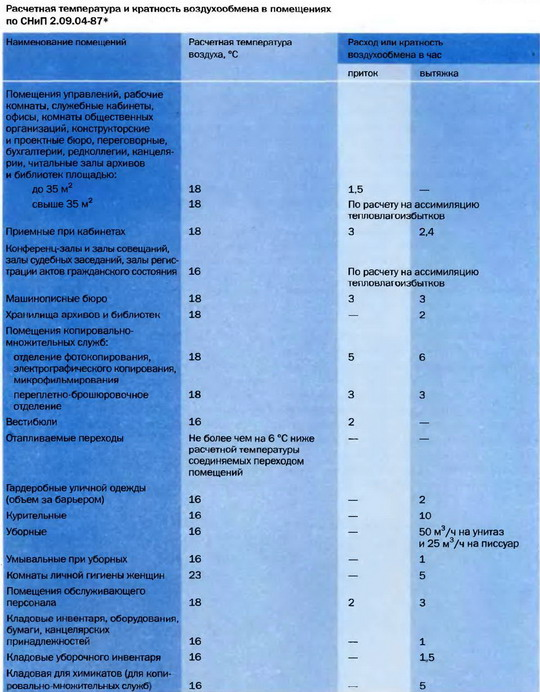 Расчетная температура и кратность воздухообмена в помещениях
по СНиП 2.09.04-87*
Наименование помещений Расчетная температура воздуха, °С Расход или кратность воздухообмена в час
приток вытяжка
Помещения управлений, рабочие
комнаты, служебные кабинеты,
офисы, комнаты общественных
организаций, конструкторские
и проектные бюро, переговорные,
бухгалтерии, редколлегии, канцеля-
рии, читальные залы архивов
и библиотек площадью:
до 35 м² 18 1,5 —
свыше 35 м² 18 По расчету на ассимиляцию
тепловлагоизбытков
Приемные при кабинетах 18 3 2,4
Конференц-залы и залы совещаний,
залы судебных заседаний, залы регис-
трации актов гражданского состояния 16 По расчету на ассимиляцию
тепловлагоизбытков
Машинописные бюро 18 3 3
Хранилища архивов и библиотек 18 — 2
Помещения копировально-
множительных служб:
отделение фотокопирования, 18 5 6
электрографического копирования,
микрофильмирования
переплетно-брошюровочное 18 3 3
отделение
Вестибюли 16 2 —
Отапливаемые переходы Не более чем на 6 °С ниже — —
расчетной температуры
соединяемых переходом
помещений
Гардеробные уличной одежды
(объем за барьером) 16 — 2
Курительные 16 — 10
Уборные 16 — 50 м³/ч на унитаз
и 25 м³/ч на писсуар
Умывальные при уборных 16 — 1
Комнаты личной гигиены женщин 23 — 5
Помещения обслуживающего
персонала 18 2 3
Кладовые инвентаря, оборудования,
бумаги, канцелярских
принадлежностей 16 — 1
Кладовые уборочного инвентаря 16 — 1,5
Кладовая для химикатов (для копи-
ровально-множительных служб) 16 — 5